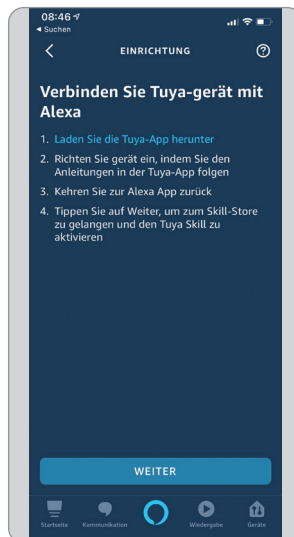 08:46
Suchen
EINRICHTUNG
?
Verbinden Sie Tuya-gerät mit
Alexa
1. Laden Sie die Tuya-App herunter
2. Richten Sie gerät ein, indem Sie den
Anleitungen in der Tuya-App folgen
3. Kehren Sie zur Alexa App zurück
4. Tippen Sie auf Weiter, um zum Skill-Store
zu gelangen und den Tuya Skill zu
aktivieren
WEITER
Startseite Kommunikation Wiedergabe Geräte